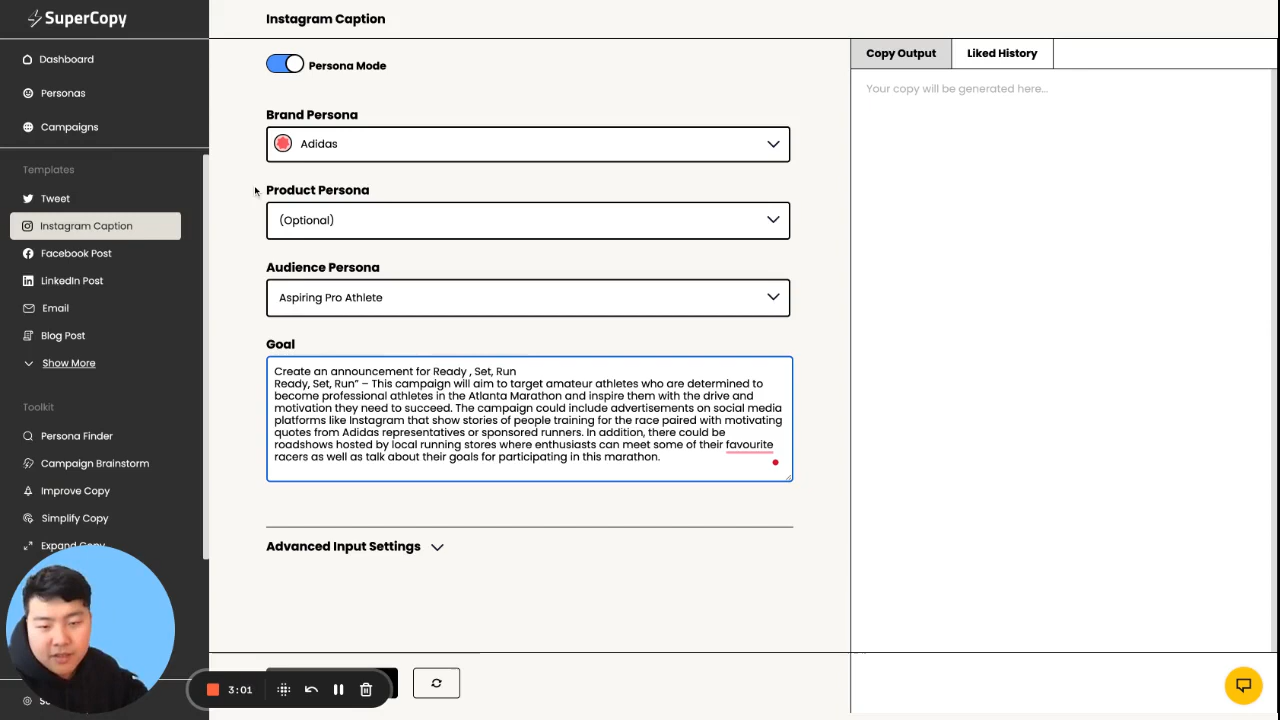 SuperCopy
Dashboard
Personas
Campaigns
Templates
Tweet
Instagram Caption
Facebook Post
LinkedIn Post
Email
Blog Post
Show More
Toolkit
Persona Finder
Campaign Brainstorm
Improve Copy
Simplify Copy
Expand Copy
Instagram Caption
Persona Mode
Brand Persona
Adidas
Product Persona
(Optional)
Audience Persona
Aspiring Pro Athlete
Goal
Create an announcement for Ready , Set, Run
Ready, Set, Run" – This campaign will aim to target amateur athletes who are determined to
become professional athletes in the Atlanta Marathon and inspire them with the drive and
motivation they need to succeed. The campaign could include advertisements on social media
platforms like Instagram that show stories of people training for the race paired with motivating
quotes from Adidas representatives or sponsored runners. In addition, there could be
roadshows hosted by local running stores where enthusiasts can meet some of their favourite
racers as well as talk about their goals for participating in this marathon.
Advanced Input Settings
3:01
Copy Output
Liked History
Your copy will be generated here...